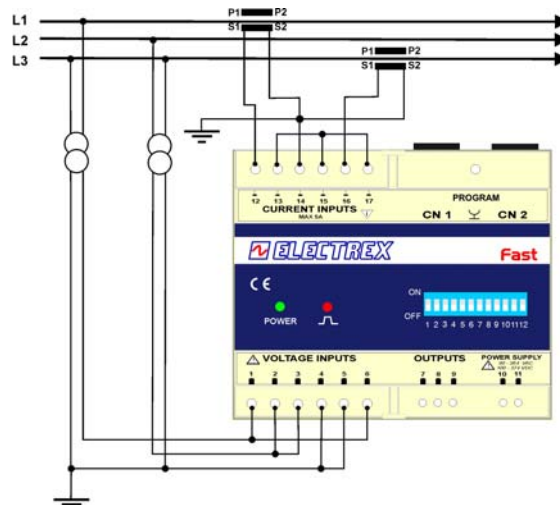 P1 P2
L1
S1 S2
L2
P1 P2
L3
S1 S2
12 13 14 15 16 17
CURRENT INPUTS
MAX 5A
PROGRAM
CN 1 CN 2
ELECTREX
Fast
CE
ON
OFF
1 2 3 4 5 6 7 8 9 10 11 12
POWER
VOLTAGE INPUTS
OUTPUTS
POWER SUPPLY
1 2 3 4 5 6
7 8 9
10 11